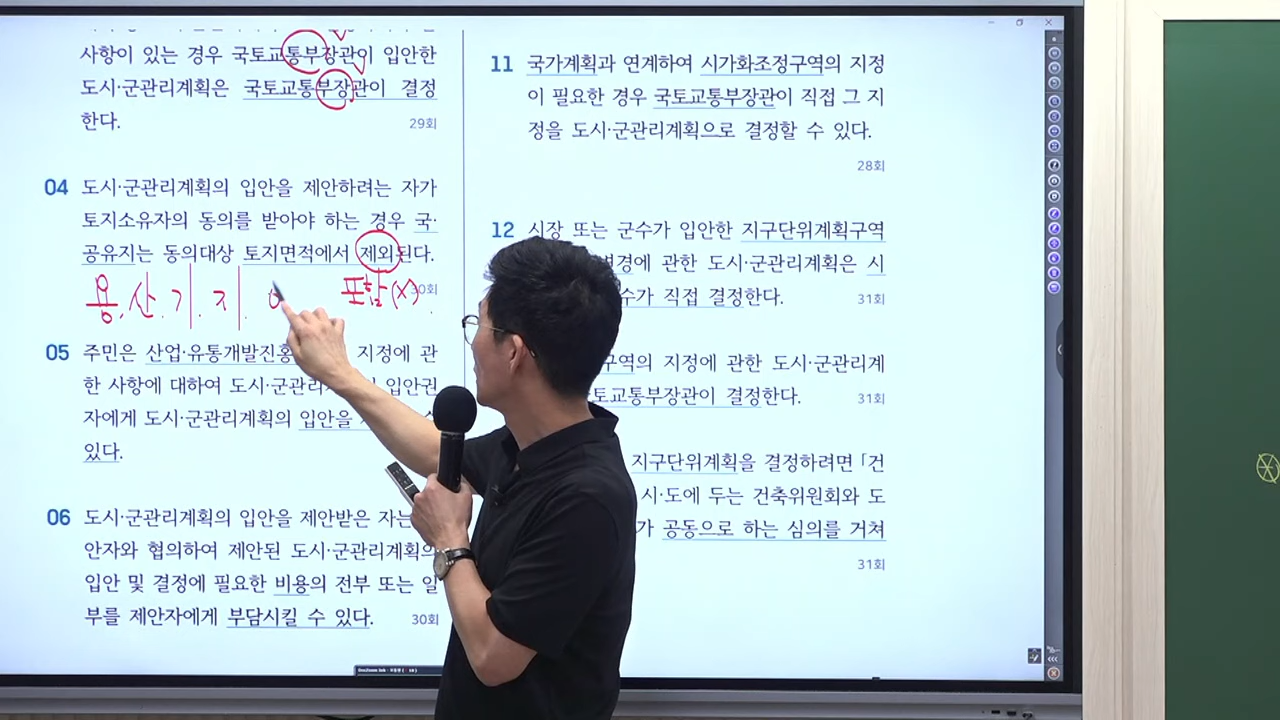 사항이 있는 경우 국토교통부장관이 입안한
도시·군관리계획은 국토교통부장관이 결정
한다. 29회
04 도시·군관리계획의 입안을 제안하려는 자가
토지소유자의 동의를 받아야 하는 경우 국·
공유지는 동의대상 토지면적에서 제외된다.
용, 산. 기. 지. 포함(X).
05 주민은 산업·유통개발진흥 지정에 관
한 사항에 대하여 도시·군관리 입안권
자에게 도시·군관리계획의 입안을
있다.
06 도시·군관리계획의 입안을 제안받은 자는
안자와 협의하여 제안된 도시·군관리계획의
입안 및 결정에 필요한 비용의 전부 또는 일
부를 제안자에게 부담시킬 수 있다. 30회
11 국가계획과 연계하여 시가화조정구역의 지정
이 필요한 경우 국토교통부장관이 직접 그 지
정을 도시·군관리계획으로 결정할 수 있다.
28회
12 시장 또는 군수가 입안한 지구단위계획구역
변경에 관한 도시·군관리계획은 시
수가 직접 결정한다. 31회
구역의 지정에 관한 도시·군관리계
토교통부장관이 결정한다. 31회
지구단위계획을 결정하려면 「건
시·도에 두는 건축위원회와 도
가 공동으로 하는 심의를 거쳐
31회